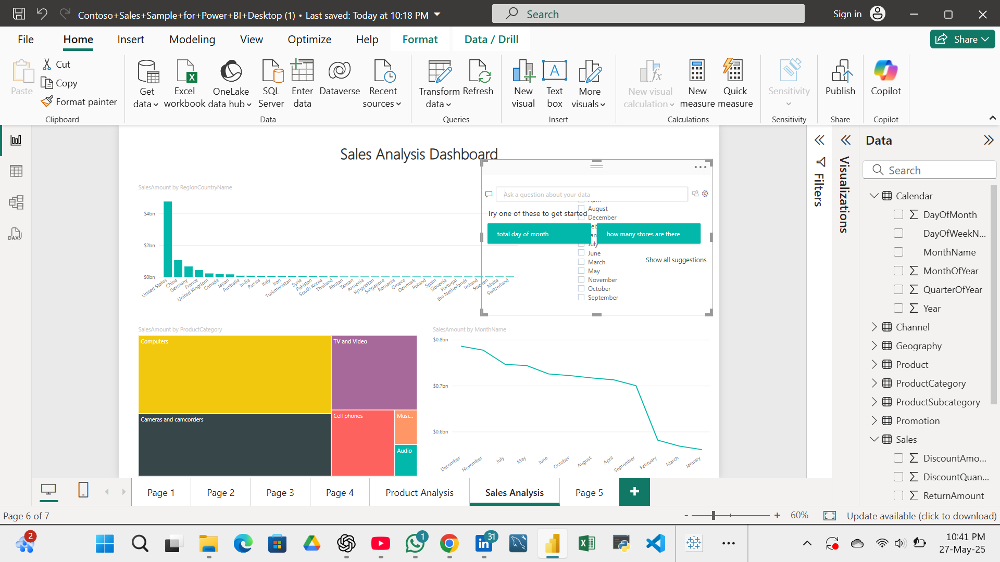 Contoso+Sales+Sample+for+Power+BI+Desktop (1) • Last saved: Today at 10:18 PM
Search
Sign in
File Home Insert Modeling View Optimize Help Format Data / Drill
Share
Paste
Cut
Copy
Format painter
Clipboard
Get data
Excel workbook
OneLake data hub
SQL Server
Enter data
Dataverse
Recent sources
Data
Transform data
Refresh
Queries
New visual
Text box
More visuals
Insert
New visual calculation
New measure
Quick measure
Calculations
Sensitivity
Sensitivity
Publish
Share
Copilot
Copilot
DAX
Sales Analysis Dashboard
SalesAmount by RegionCountryName
$4bn
$2bn
$0bn
United States
China
Germany
France
United Kingdom
Canada
Japan
Australia
India
Russia
Italy
Iran
Turkmenistan
Syria
Pakistan
South Korea
Thailand
Bhutan
Taiwan
Armenia
Kyrgyzstan
Singapore
Romania
Greece
Denmark
Poland
Spain
Slovenia
Portugal
the Netherlands
Ireland
Sweden
Malta
Switzerland
Ask a question about your data
Try one of these to get started
total day of month
how many stores are there
Show all suggestions
August
December
July
June
March
May
November
October
September
SalesAmount by ProductCategory
Computers
TV and Video
Cameras and camcorders
Cell phones
Musi...
Audio
SalesAmount by MonthName
$0.8bn
$0.7bn
$0.6bn
December
November
July
May
June
October
August
April
September
February
March
January
Filters
Visualizations
Data
Search
Calendar
DayOfMonth
DayOfWeekN...
MonthName
MonthOfYear
QuarterOfYear
Year
Channel
Geography
Product
ProductCategory
ProductSubcategory
Promotion
Sales
DiscountAmo...
DiscountQuan...
ReturnAmount
Page 1
Page 2
Page 3
Page 4
Product Analysis
Sales Analysis
Page 5
Page 6 of 7
60%
Update available (click to download)
2
1
31
10:41 PM
27-May-25